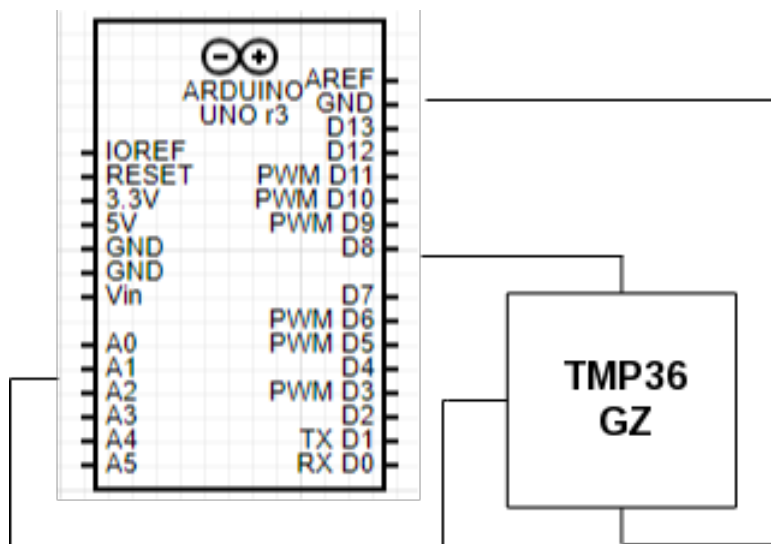 AREF
ARDUINO
UNO r3
GND
D13
IOREF D12
RESET PWM D11
3.3V PWM D10
5V PWM D9
GND D8
GND
Vin D7
PWM D6
A0 PWM D5
A1 D4
A2 PWM D3
A3 D2
A4 TX D1
A5 RX D0
TMP36
GZ